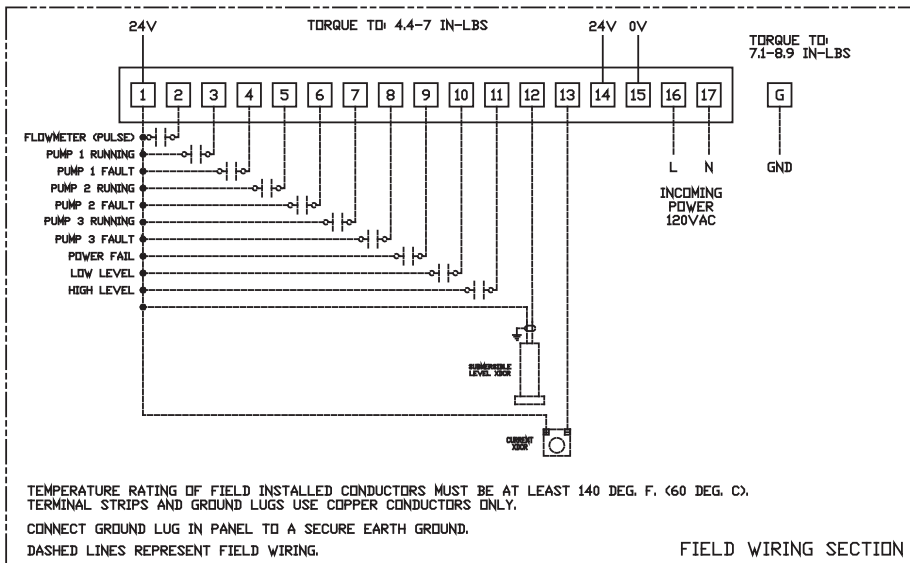 24V
TORQUE TO: 4.4-7 IN-LBS
24V 0V
TORQUE TO:
7.1-8.9 IN-LBS
1 2 3 4 5 6 7 8 9 10 11 12 13 14 15 16 17 G
FLOWMETER (PULSE)
PUMP 1 RUNNING
PUMP 1 FAULT
PUMP 2 RUNING
PUMP 2 FAULT
PUMP 3 RUNNING
PUMP 3 FAULT
POWER FAIL
LOW LEVEL
HIGH LEVEL
L N GND
INCOMING
POWER
120VAC
SUBMERSIBLE
LEVEL XDCR
CURRENT
XDCR
TEMPERATURE RATING OF FIELD INSTALLED CONDUCTORS MUST BE AT LEAST 140 DEG. F. (60 DEG. C).
TERMINAL STRIPS AND GROUND LUGS USE COPPER CONDUCTORS ONLY.
CONNECT GROUND LUG IN PANEL TO A SECURE EARTH GROUND.
DASHED LINES REPRESENT FIELD WIRING.
FIELD WIRING SECTION